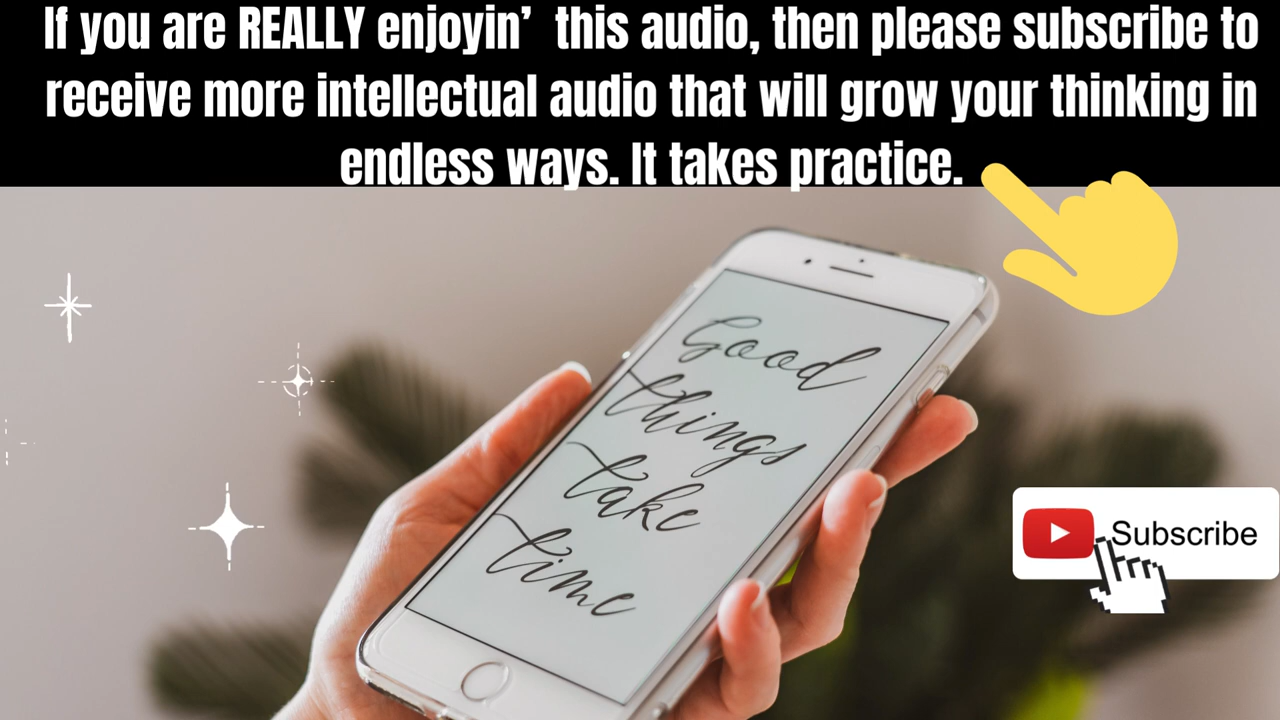 If you are REALLY enjoyin’ this audio, then please subscribe to
receive more intellectual audio that will grow your thinking in
endless ways. It takes practice.
Good
things
take
time
Subscribe